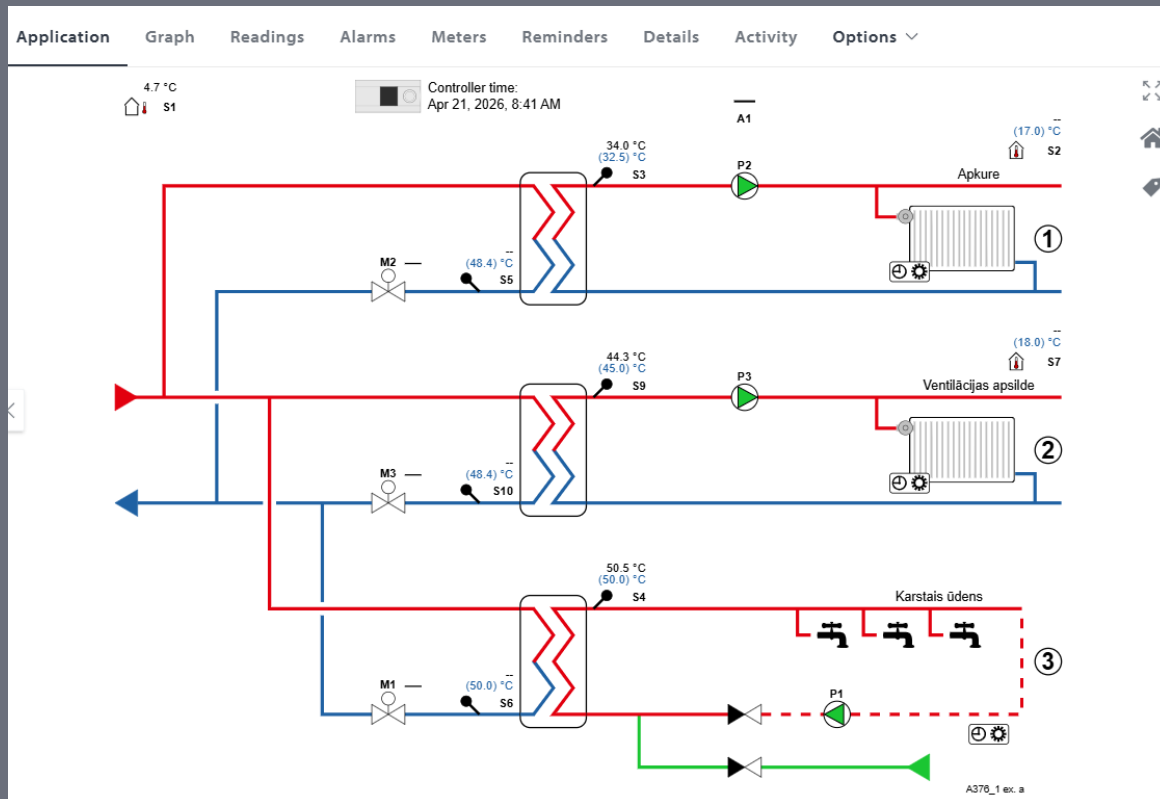 Application Graph Readings Alarms Meters Reminders Details Activity Options
4.7 °C
S1
Controller time:
Apr 21, 2026, 8:41 AM
A1
--
(17.0) °C
S2
34.0 °C
(32.5) °C
S3
P2
Apkure
1
M2
--
(48.4) °C
S5
--
(18.0) °C
S7
44.3 °C
(45.0) °C
S9
P3
Ventilācijas apsilde
2
M3
--
(48.4) °C
S10
50.5 °C
(50.0) °C
S4
Karstais ūdens
3
M1
--
(50.0) °C
S6
P1
A376_1 ex. a